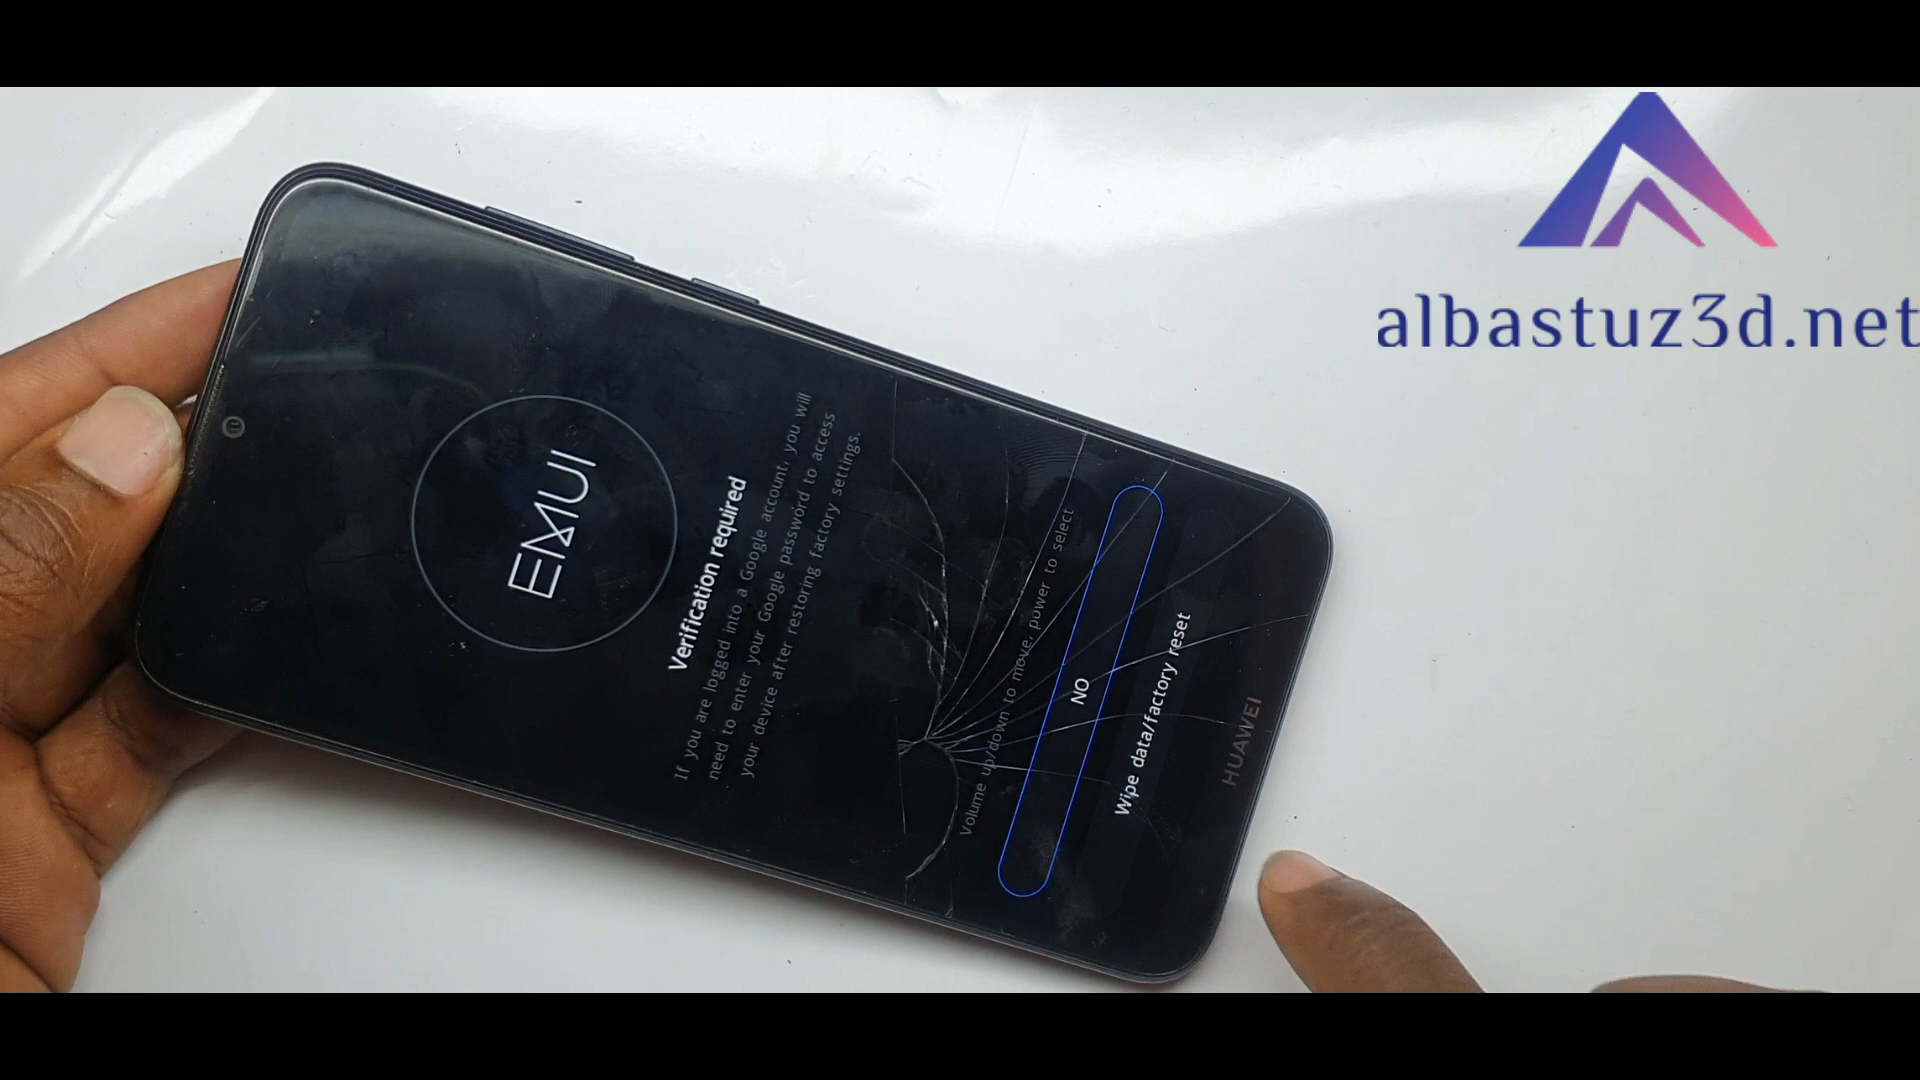 albastuz3d.net
EMUI
Verification required
If you are logged into a Google account, you will
need to enter your Google password to access
your device after restoring factory settings.
Volume up/down to move, power to select
NO
Wipe data/factory reset
HUAWEI